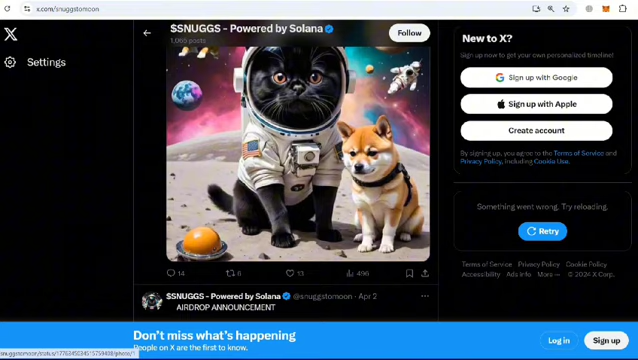 x.com/snuggstomoon
$SNUGGS - Powered by Solana
1,065 posts
Follow
Settings
14
6
13
496
$SNUGGS - Powered by Solana @snuggstomoon · Apr 2
AIRDROP ANNOUNCEMENT
New to X?
Sign up now to get your own personalized timeline!
Sign up with Google
Sign up with Apple
Create account
By signing up, you agree to the Terms of Service and
Privacy Policy, including Cookie Use.
Something went wrong. Try reloading.
Retry
Terms of Service Privacy Policy Cookie Policy
Accessibility Ads info More ··· © 2024 X Corp.
Don't miss what's happening
People on X are the first to know.
Log in
Sign up